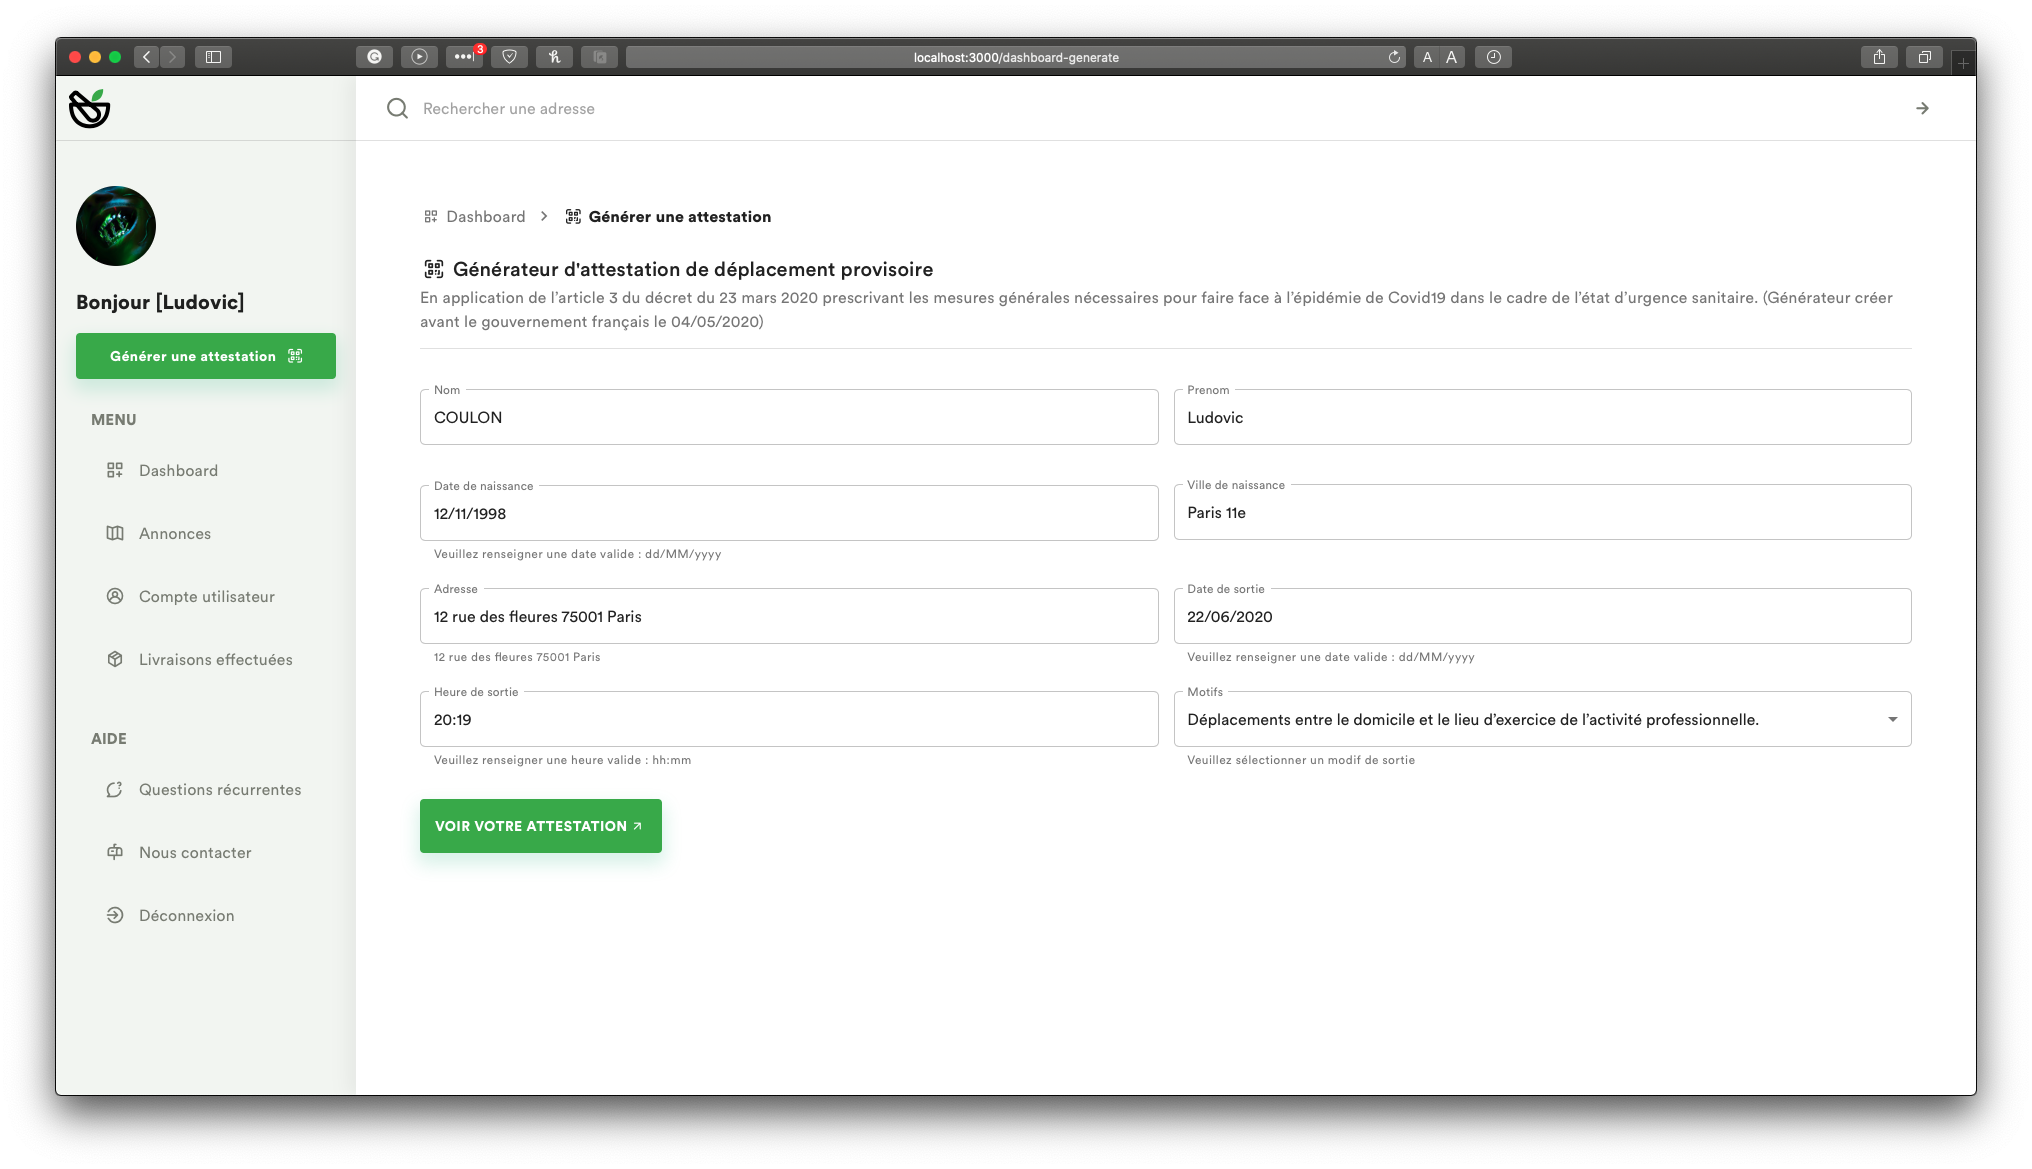 3
localhost:3000/dashboard-generate
A A
Rechercher une adresse
Bonjour [Ludovic]
Générer une attestation
MENU
Dashboard
Annonces
Compte utilisateur
Livraisons effectuées
AIDE
Questions récurrentes
Nous contacter
Déconnexion
Dashboard > Générer une attestation
Générateur d'attestation de déplacement provisoire
En application de l’article 3 du décret du 23 mars 2020 prescrivant les mesures générales nécessaires pour faire face à l’épidémie de Covid19 dans le cadre de l’état d’urgence sanitaire. (Générateur créer
avant le gouvernement français le 04/05/2020)
Nom
COULON
Prenom
Ludovic
Date de naissance
12/11/1998
Veuillez renseigner une date valide : dd/MM/yyyy
Ville de naissance
Paris 11e
Adresse
12 rue des fleures 75001 Paris
12 rue des fleures 75001 Paris
Date de sortie
22/06/2020
Veuillez renseigner une date valide : dd/MM/yyyy
Heure de sortie
20:19
Veuillez renseigner une heure valide : hh:mm
Motifs
Déplacements entre le domicile et le lieu d’exercice de l’activité professionnelle.
Veuillez sélectionner un modif de sortie
VOIR VOTRE ATTESTATION